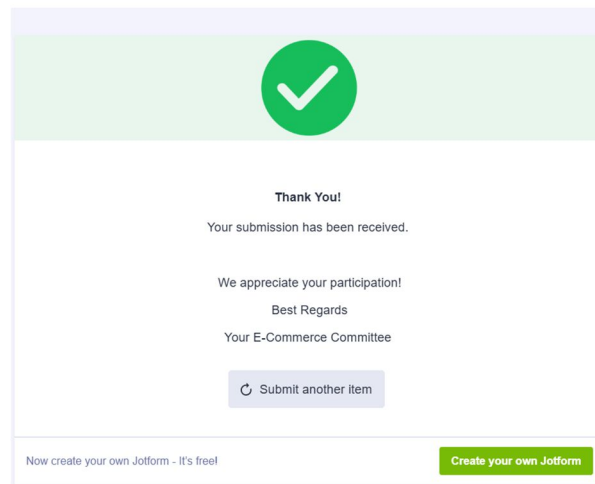 Thank You!
Your submission has been received.
We appreciate your participation!
Best Regards
Your E-Commerce Committee
Submit another item
Now create your own Jotform - It's free!
Create your own Jotform